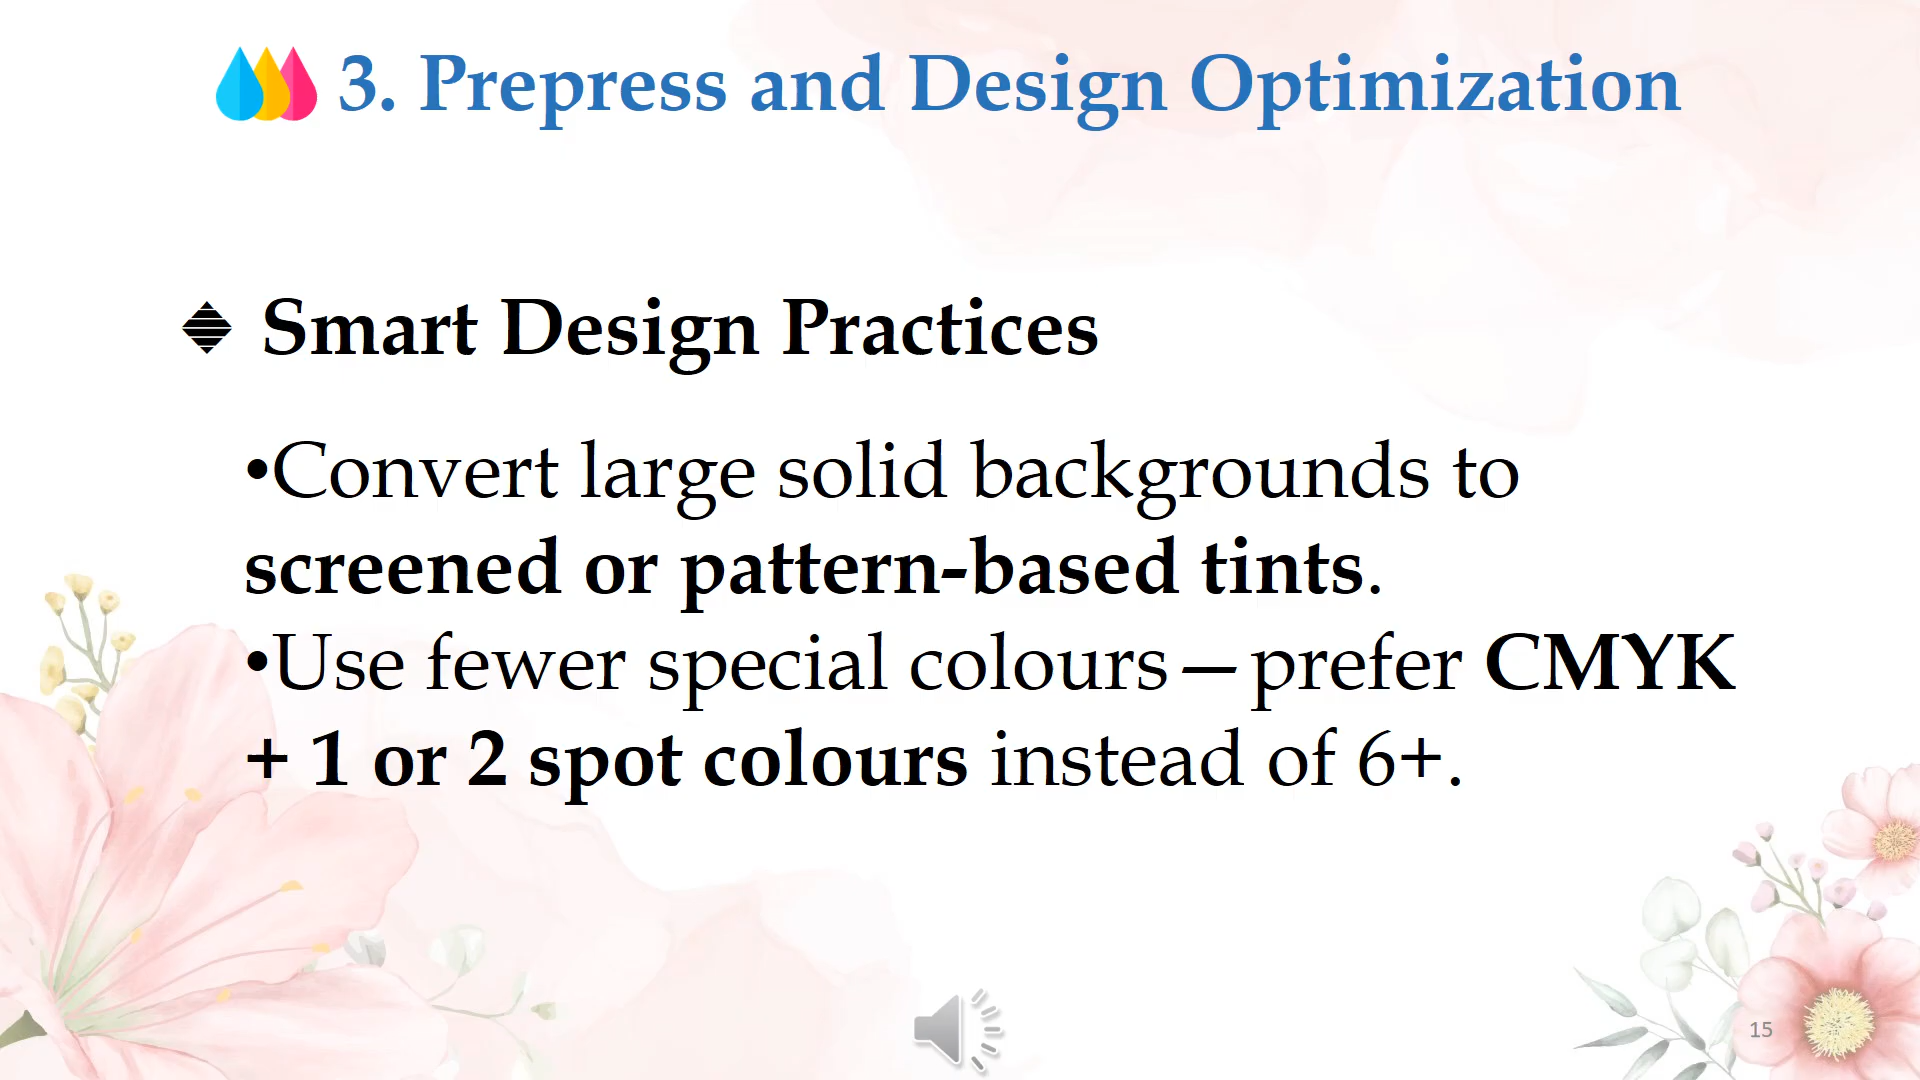 3. Prepress and Design Optimization
Smart Design Practices
•Convert large solid backgrounds to
screened or pattern-based tints.
•Use fewer special colours—prefer CMYK
+ 1 or 2 spot colours instead of 6+.
15